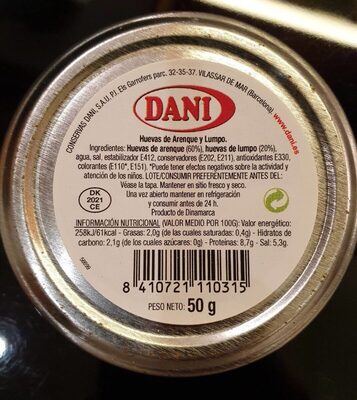 CONSERVAS DANI, S.A.U. P.I. Els Garrofers parc. 32-35-37. VILASSAR DE MAR (Barcelona).
www.dani.es
DANI
Huevas de Arenque y Lumpo.
Ingredientes: Huevas de arenque (60%), huevas de lumpo (20%),
agua, sal, estabilizador E412, conservadores (E202, E211), antioxidantes E330,
colorantes (E110*, E151). *Puede tener efectos negativos sobre la actividad y
atención de los niños. LOTE/CONSUMIR PREFERENTEMENTE ANTES DEL:
Véase la tapa. Mantener en sitio fresco y seco.
Una vez abierto mantener en refrigeración
y consumir antes de 24 h.
Producto de Dinamarca
DK
2021
CE
INFORMACIÓN NUTRICIONAL (VALOR MEDIO POR 100G): Valor energético:
258kJ/61kcal - Grasas: 2,0g (de las cuales saturadas: 0,4g) - Hidratos de
carbono: 2,1g (de los cuales azúcares: 0g) - Proteínas: 8,7g - Sal: 5,3g.
8 410721 110315
PESO NETO: 50 g